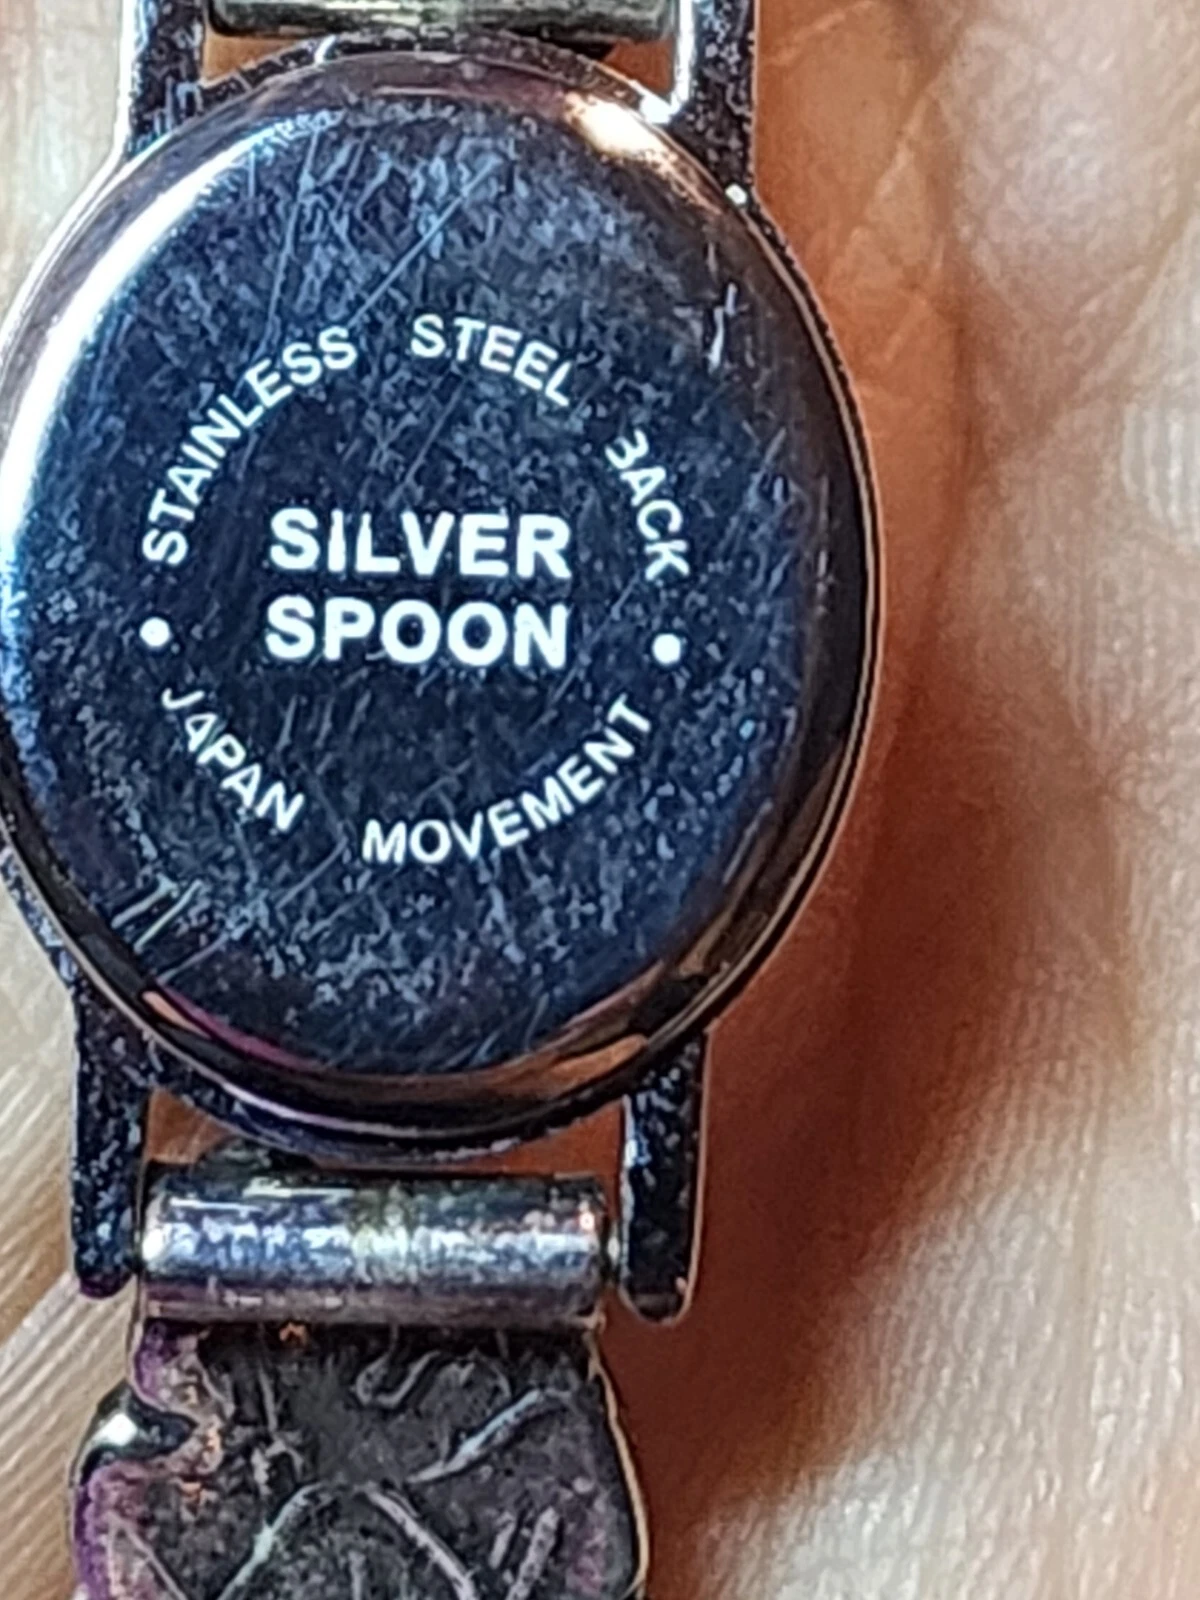 STAINLESS STEEL BACK
SILVER
SPOON
• JAPAN MOVEMENT •